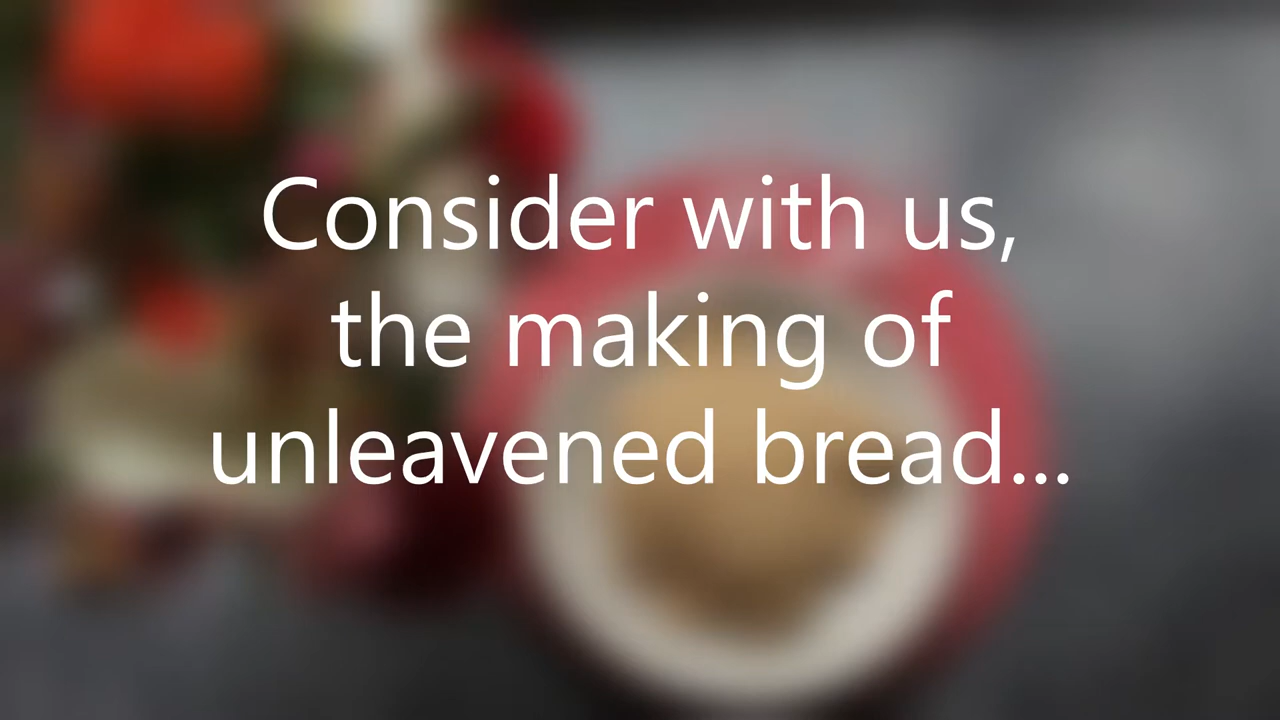 Consider with us,
the making of
unleavened bread...